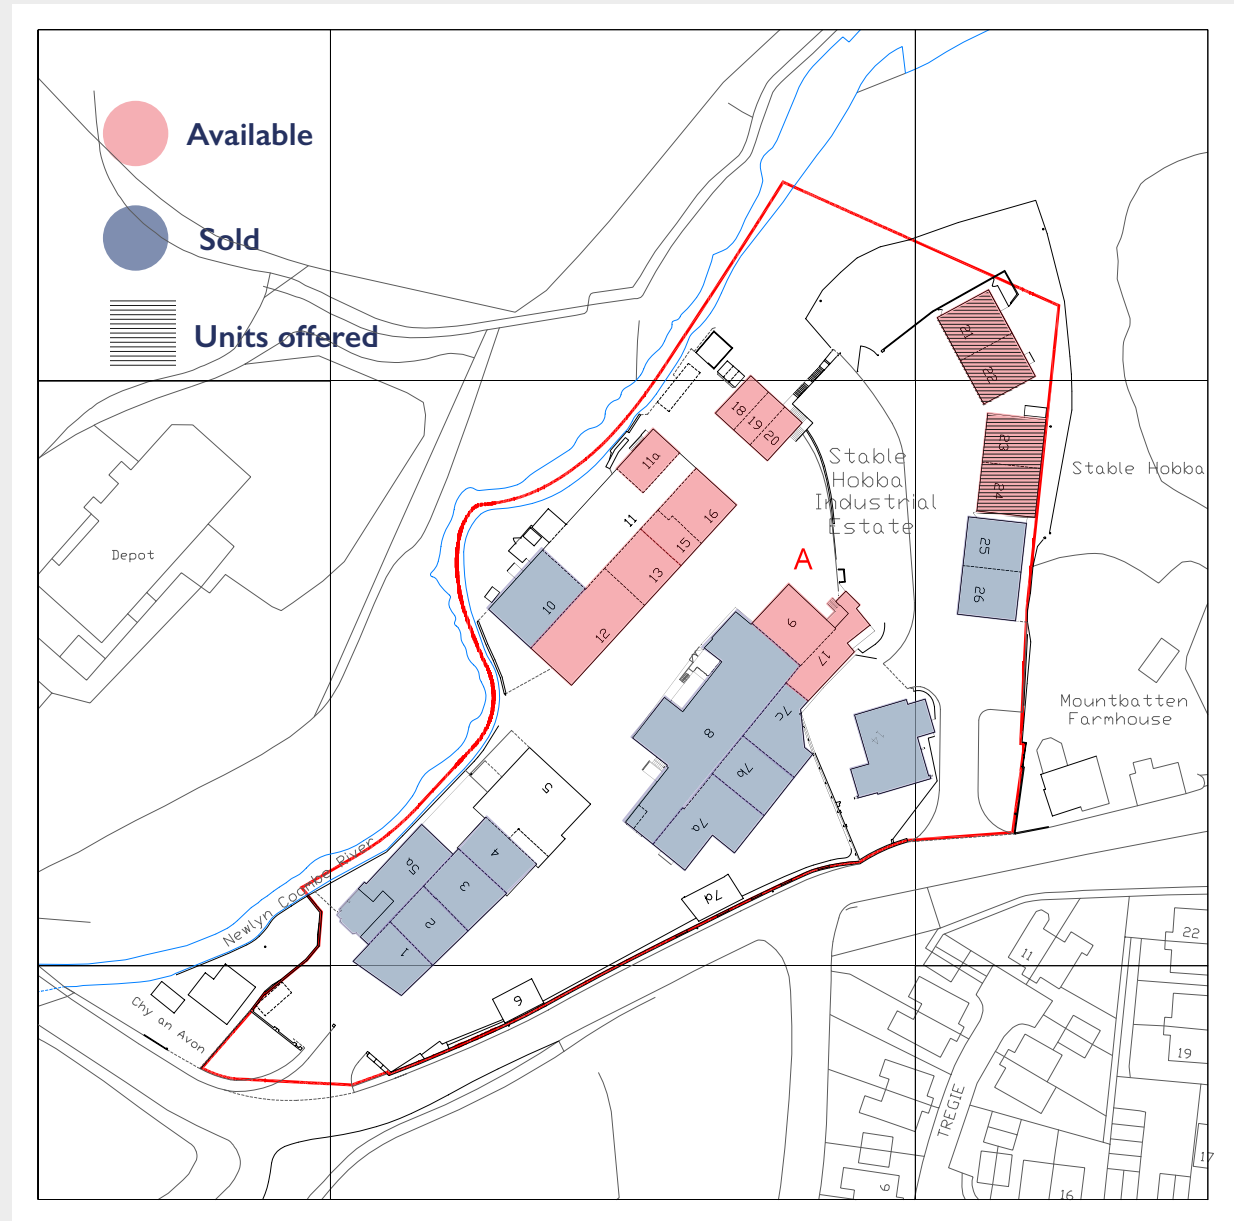 Available
Sold
Units offered
21
22
18
19
20
11a
23
24
Stable
Hobba
Industrial
Estate
Stable Hobba
16
11
15
13
Depot
25
26
A
10
12
9
17
7c
8
14
7b
7a
Mountbatten
Farmhouse
5
5a
4
3
2
1
7d
6
Newlyn Coombe River
Chy an Avon
22
11
19
TREGIE
17
16
9